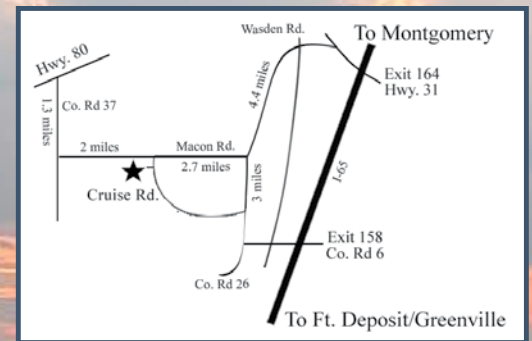 Wasden Rd.
To Montgomery
Hwy. 80
Exit 164
Hwy. 31
1.3 miles
Co. Rd 37
4.4 miles
2 miles
Macon Rd.
2.7 miles
I-65
Cruise Rd.
3 miles
Exit 158
Co. Rd 6
Co. Rd 26
To Ft. Deposit/Greenville